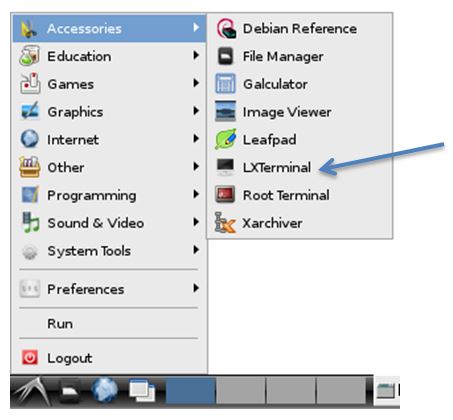 Accessories
Education
Games
Graphics
Internet
Other
Programming
Sound & Video
System Tools
Preferences
Run
Logout
Debian Reference
File Manager
Galculator
Image Viewer
Leafpad
LXTerminal
Root Terminal
Xarchiver